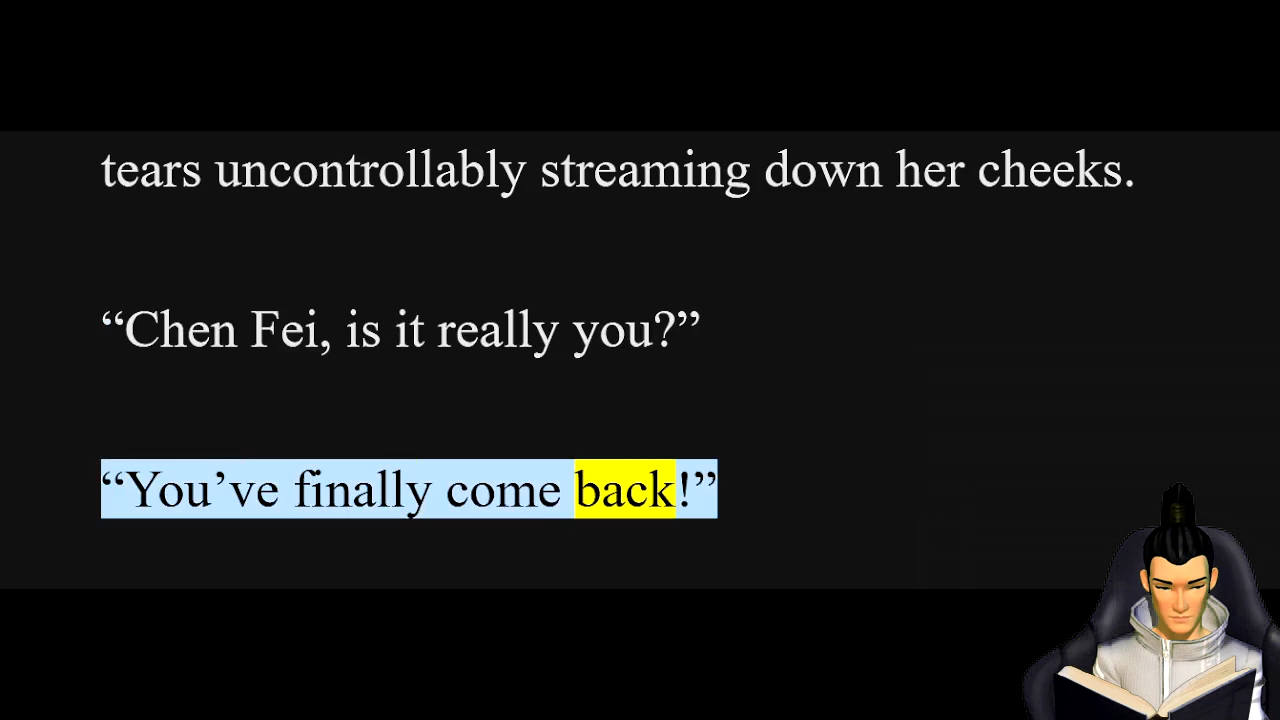 tears uncontrollably streaming down her cheeks.
“Chen Fei, is it really you?”
“You’ve finally come back!”